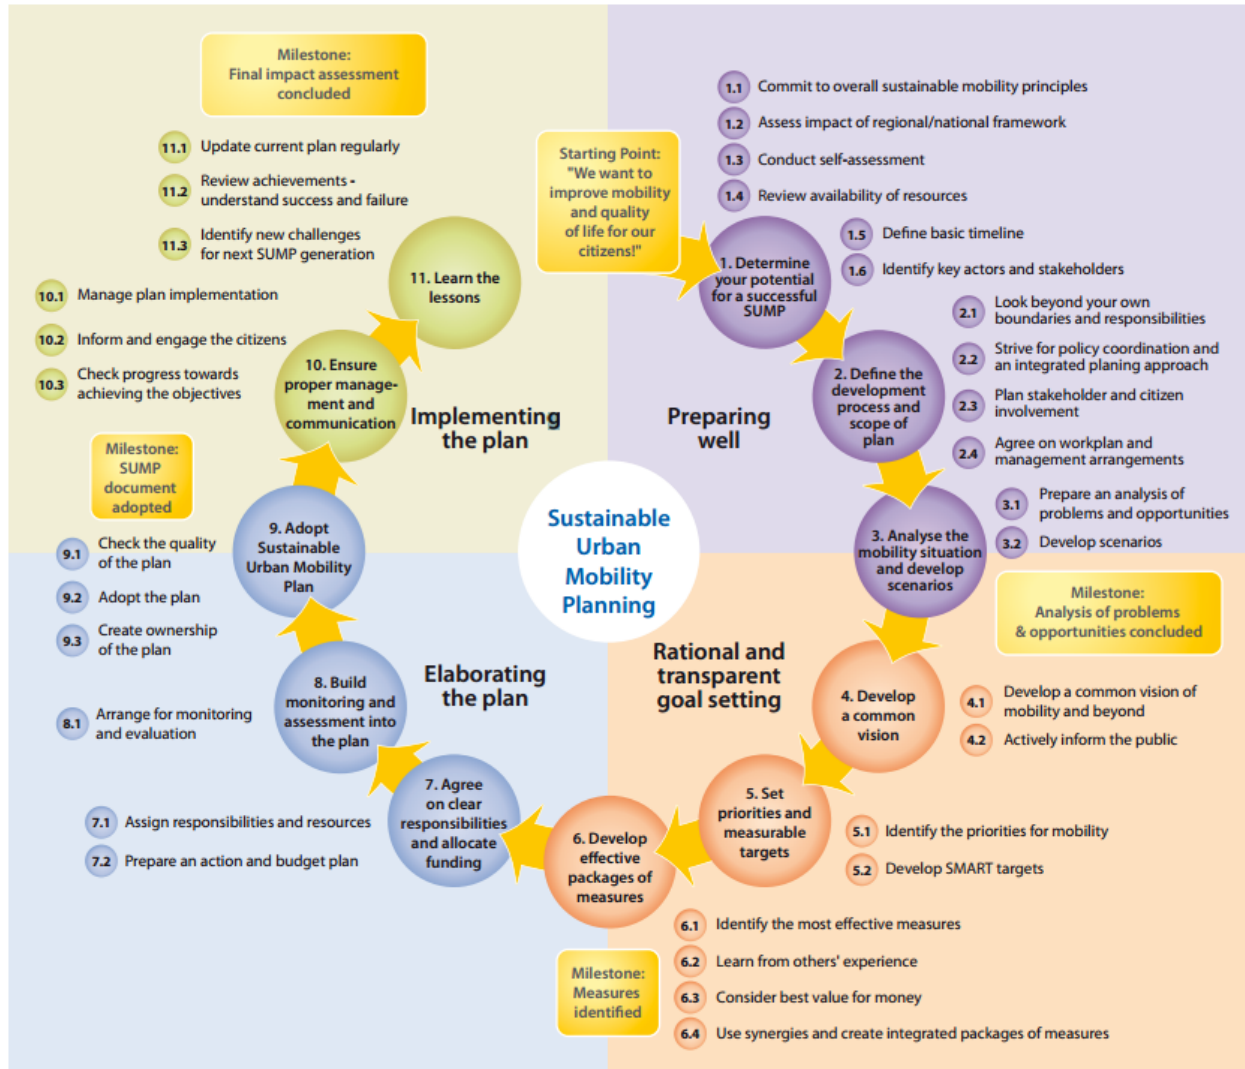 Milestone:
Final impact assessment
concluded
11.1 Update current plan regularly
11.2 Review achievements -
understand success and failure
11.3 Identify new challenges
for next SUMP generation
10.1 Manage plan implementation
10.2 Inform and engage the citizens
10.3 Check progress towards
achieving the objectives
Starting Point:
"We want to
improve mobility
and quality
of life for our
citizens!"
1.1 Commit to overall sustainable mobility principles
1.2 Assess impact of regional/national framework
1.3 Conduct self-assessment
1.4 Review availability of resources
1.5 Define basic timeline
1.6 Identify key actors and stakeholders
1. Determine
your potential
for a successful
SUMP
2.1 Look beyond your own
boundaries and responsibilities
2.2 Strive for policy coordination and
an integrated planing approach
2.3 Plan stakeholder and citizen
involvement
2.4 Agree on workplan and
management arrangements
2. Define the
development
process and
scope of
plan
3.1 Prepare an analysis of
problems and opportunities
3.2 Develop scenarios
3. Analyse the
mobility situation
and develop
scenarios
Milestone:
Analysis of problems
& opportunities concluded
Preparing
well
Implementing
the plan
11. Learn the
lessons
10. Ensure
proper manage-
ment and
communication
Milestone:
SUMP
document
adopted
9. Adopt
Sustainable
Urban Mobility
Plan
9.1 Check the quality
of the plan
9.2 Adopt the plan
9.3 Create ownership
of the plan
Sustainable
Urban
Mobility
Planning
Rational and
transparent
goal setting
Elaborating
the plan
4. Develop
a common
vision
4.1 Develop a common vision of
mobility and beyond
4.2 Actively inform the public
8. Build
monitoring and
assessment into
the plan
8.1 Arrange for monitoring
and evaluation
7. Agree
on clear
responsibilities
and allocate
funding
7.1 Assign responsibilities and resources
7.2 Prepare an action and budget plan
5. Set
priorities and
measurable
targets
5.1 Identify the priorities for mobility
5.2 Develop SMART targets
6. Develop
effective
packages of
measures
6.1 Identify the most effective measures
6.2 Learn from others' experience
6.3 Consider best value for money
6.4 Use synergies and create integrated packages of measures
Milestone:
Measures
identified